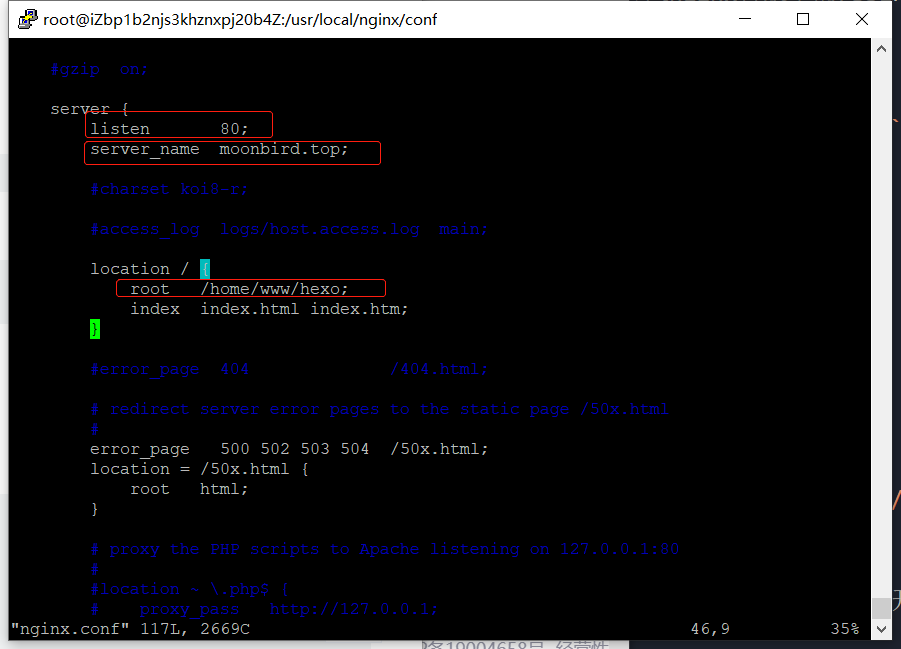 root@iZbp1b2njs3khznxpj20b4Z:/usr/local/nginx/conf
#gzip  on;
server {
listen       80;
server_name  moonbird.top;
#charset koi8-r;
#access_log  logs/host.access.log  main;
location / {
root   /home/www/hexo;
index  index.html index.htm;
}
#error_page  404              /404.html;
# redirect server error pages to the static page /50x.html
#
error_page   500 502 503 504  /50x.html;
location = /50x.html {
root   html;
}
# proxy the PHP scripts to Apache listening on 127.0.0.1:80
#
#location ~ \.php$ {
#    proxy_pass   http://127.0.0.1;
"nginx.conf" 117L, 2669C                                            46,9          35%